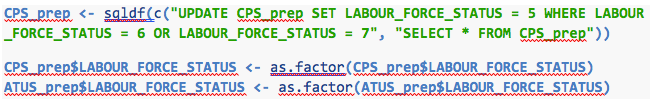 CPS_prep <- sqldf(c("UPDATE CPS_prep SET LABOUR_FORCE_STATUS = 5 WHERE LABOUR
_FORCE_STATUS = 6 OR LABOUR_FORCE_STATUS = 7", "SELECT * FROM CPS_prep"))
CPS_prep$LABOUR_FORCE_STATUS <- as.factor(CPS_prep$LABOUR_FORCE_STATUS)
ATUS_prep$LABOUR_FORCE_STATUS <- as.factor(ATUS_prep$LABOUR_FORCE_STATUS)